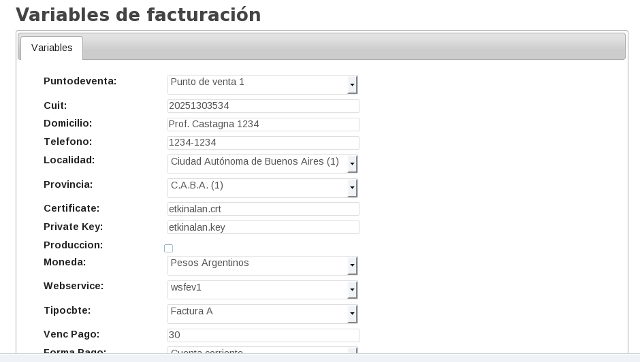 Variables de facturación
Variables
Puntodeventa: Punto de venta 1
Cuit: 20251303534
Domicilio: Prof. Castagna 1234
Telefono: 1234-1234
Localidad: Ciudad Autónoma de Buenos Aires (1)
Provincia: C.A.B.A. (1)
Certificate: etkinalan.crt
Private Key: etkinalan.key
Produccion:
Moneda: Pesos Argentinos
Webservice: wsfev1
Tipocbte: Factura A
Venc Pago: 30
Forma Pago: Cuenta corriente